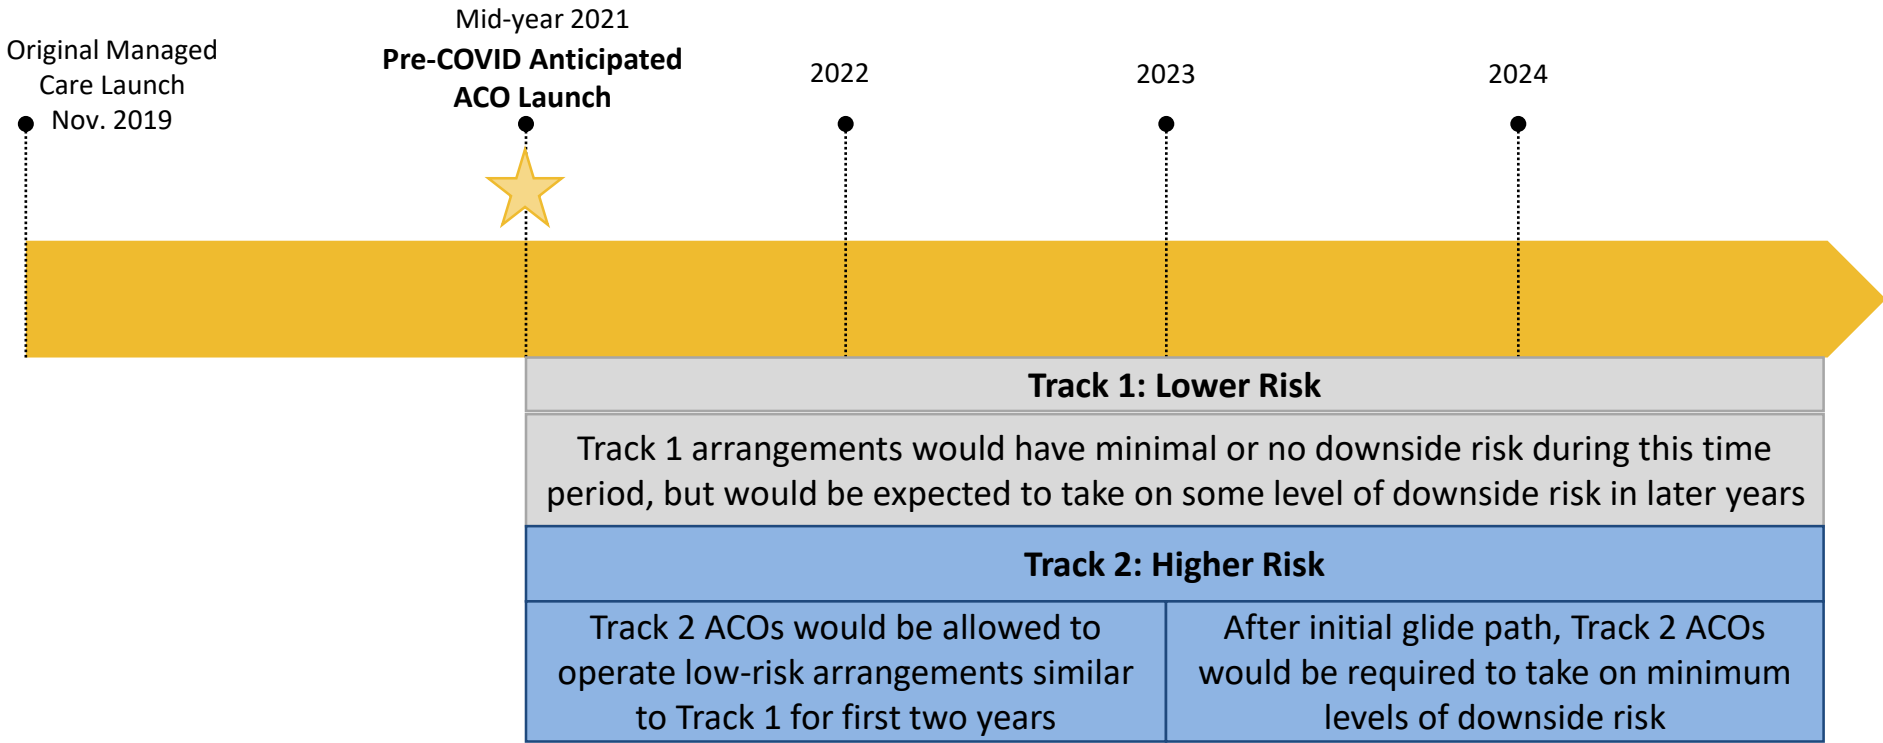 Original Managed
Care Launch
Nov. 2019
Mid-year 2021
Pre-COVID Anticipated
ACO Launch
2022
2023
2024
Track 1: Lower Risk
Track 1 arrangements would have minimal or no downside risk during this time
period, but would be expected to take on some level of downside risk in later years
Track 2: Higher Risk
Track 2 ACOs would be allowed to
operate low-risk arrangements similar
to Track 1 for first two years
After initial glide path, Track 2 ACOs
would be required to take on minimum
levels of downside risk